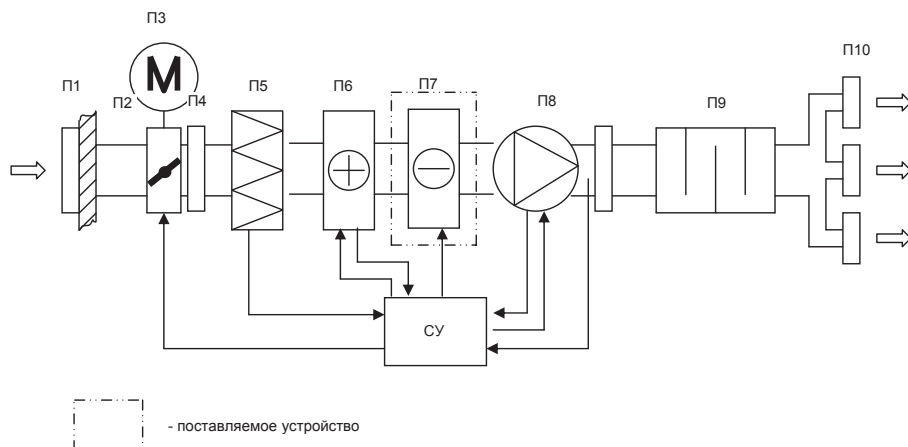 П3
П10
П1
П2
П4
П5
П6
П7
П8
П9
М
СУ
- поставляемое устройство